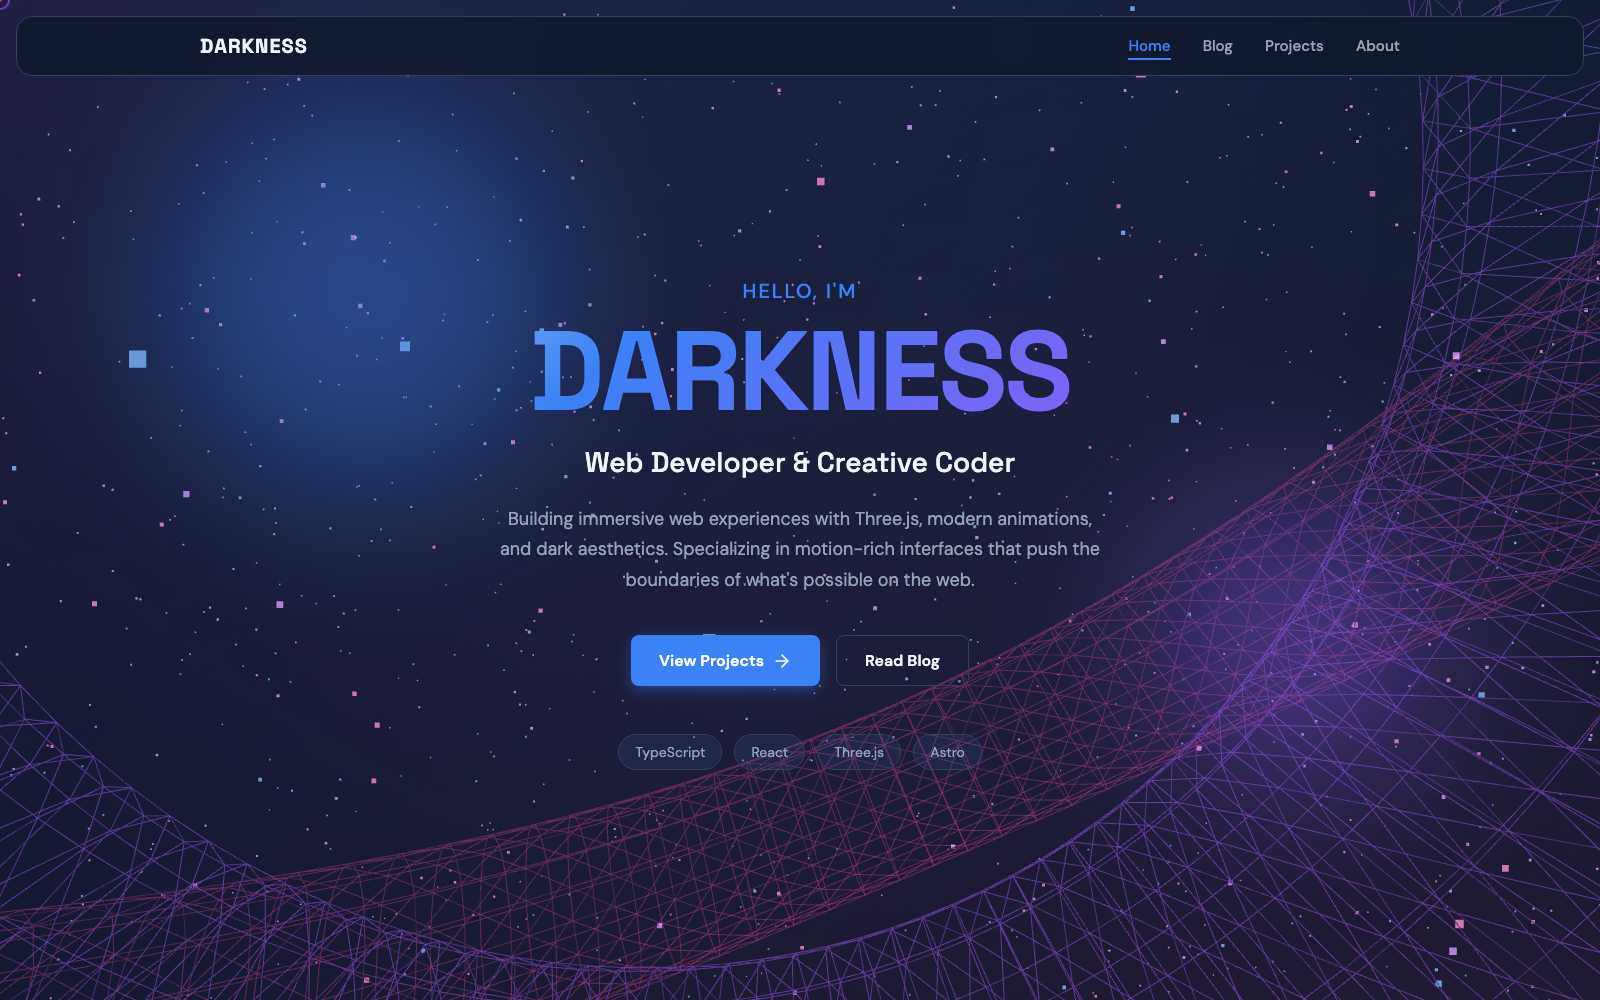 DARKNESS
Home Blog Projects About
HELLO, I'M
DARKNESS
Web Developer & Creative Coder
Building immersive web experiences with Three.js, modern animations,
and dark aesthetics. Specializing in motion-rich interfaces that push the
boundaries of what's possible on the web.
View Projects → Read Blog
TypeScript React Three.js Astro